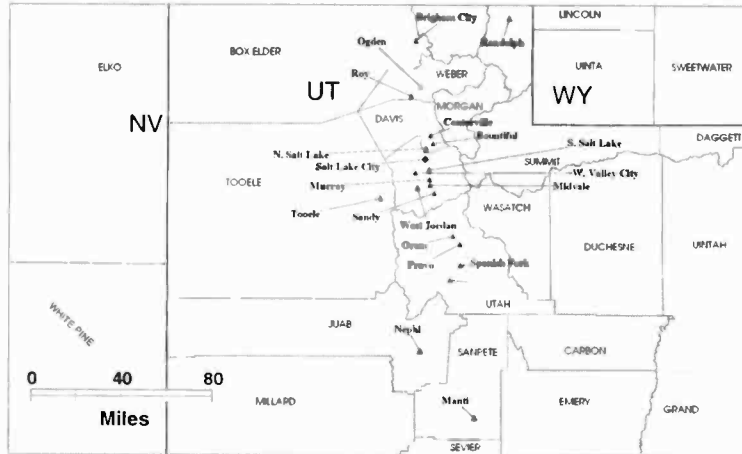 Brigham City
LINCOLN
Randolph
Ogden
BOX ELDER
ELKO
UINTA
SWEETWATER
Roy
WEBER
UT
WY
DAVIS
MORGAN
NV
Centerville
Bountiful
DAGGETT
N. Salt Lake
S. Salt Lake
Salt Lake City
SUMMIT
W. Valley City
TOOELE
Murray
Midvale
Tooele
Sandy
WASATCH
West Jordan
Orem
DUCHESNE
UINTAH
Provo
Spanish Fork
UTAH
WHITE PINE
JUAB
Nephi
SANPETE
CARBON
0 40 80
Miles
MILLARD
Manti
EMERY
GRAND
SEVIER